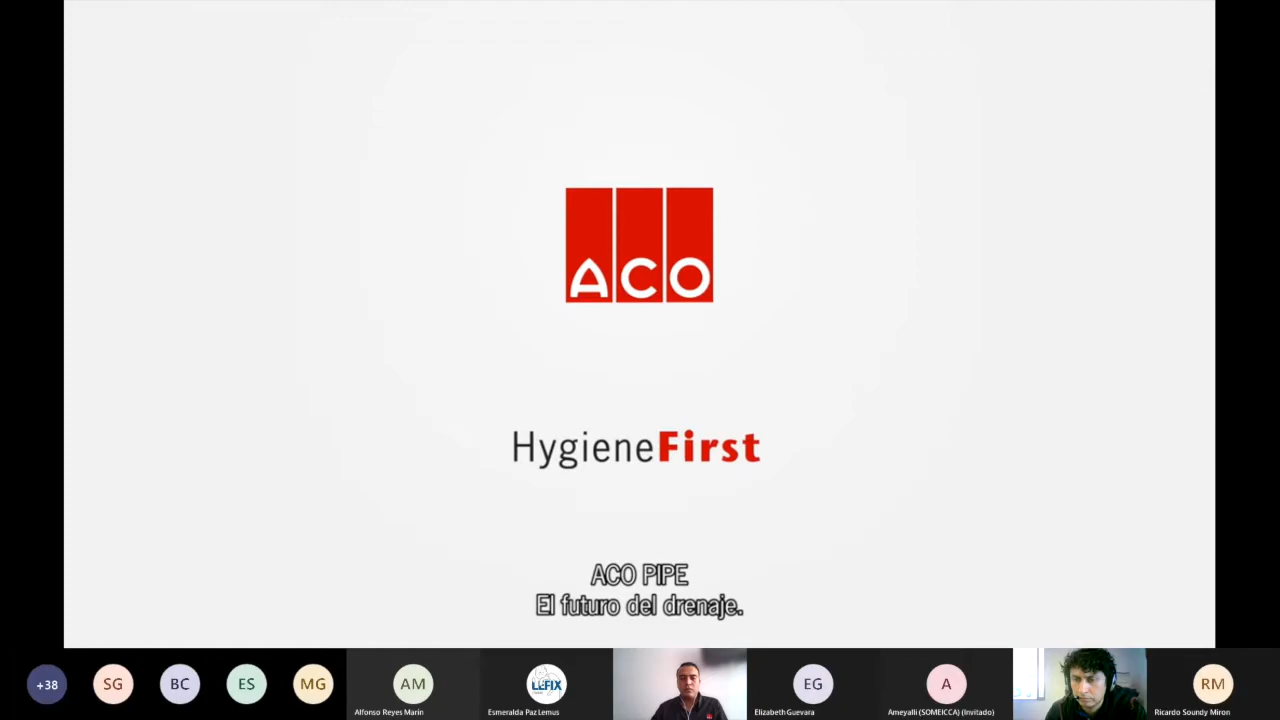 ACO
HygieneFirst
ACO PIPE
El futuro del drenaje.
+38
SG
BC
ES
MG
AM
Alfonso Reyes Marin
LEFIX
Esmeralda Paz Lemus
EG
Elizabeth Guevara
A
Ameyalli (SOMEICCA) (Invitado)
RM
Ricardo Soundy Miron